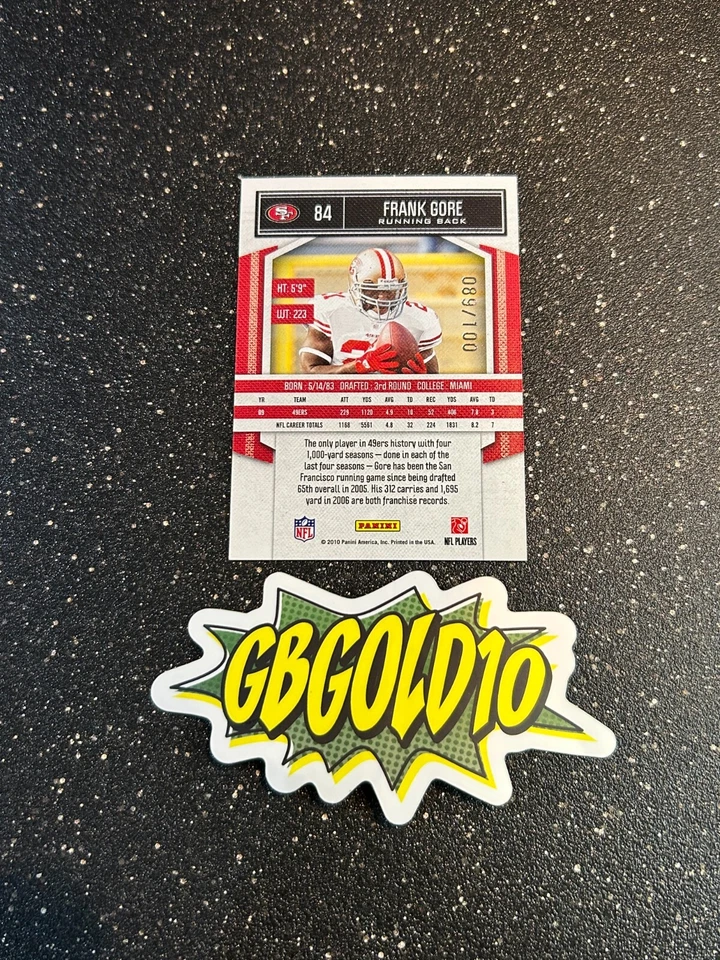 SF 84 FRANK GORE
RUNNING BACK
HT: 5'9"
WT: 223
089/100
BORN: 5/14/83 DRAFTED: 3rd ROUND COLLEGE: MIAMI
YR TEAM ATT YDS AVG TD REC YDS AVG TD
09 49ERS 229 1120 4.9 10 52 406 7.8 3
NFL CAREER TOTALS 1168 5561 4.8 32 224 1831 8.2 7
The only player in 49ers history with four
1,000-yard seasons — done in each of the
last four seasons — Gore has been the San
Francisco running game since being drafted
65th overall in 2005. His 312 carries and 1,695
yard in 2006 are both franchise records.
NFL PANINI NFL PLAYERS
© 2010 Panini America, Inc. Printed in the USA.
GBGOLD10